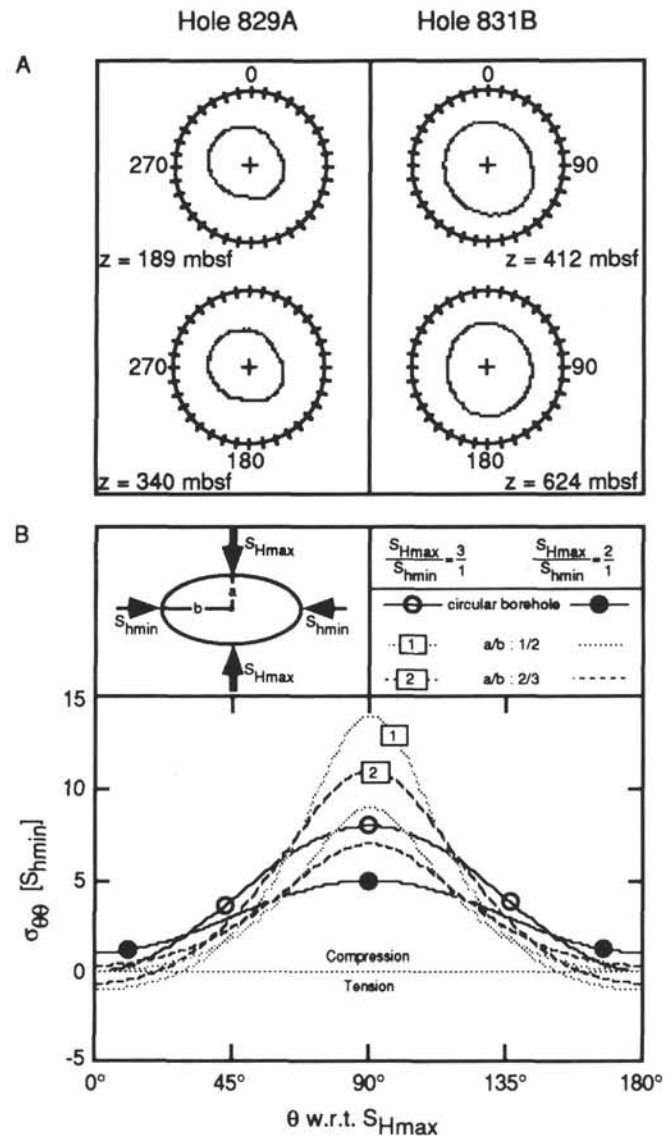 Hole 829A Hole 831B
A
0 0
270 90
z = 189 mbsf z = 412 mbsf
270 90
180 180
z = 340 mbsf z = 624 mbsf
B
SHmax
a
b
Shmin Shmin
SHmax
SHmax/Shmin = 3/1 SHmax/Shmin = 2/1
circular borehole
1 a/b : 1/2
2 a/b : 2/3
15
1
2
10
5
0
-5
σθθ [Shmin]
Compression
Tension
0° 45° 90° 135° 180°
θ w.r.t. SHmax